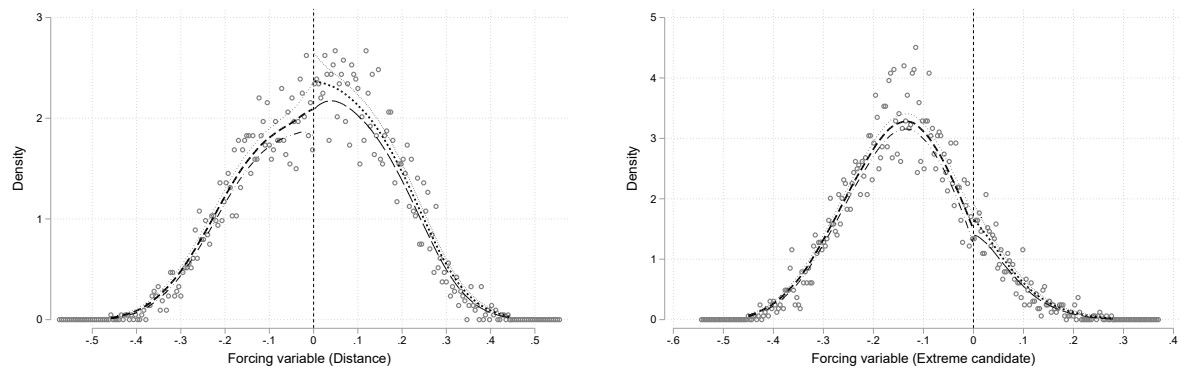 3
2
1
0
Density
-.5 -.4 -.3 -.2 -.1 0 .1 .2 .3 .4 .5
Forcing variable (Distance)
5
4
3
2
1
0
Density
-.6 -.5 -.4 -.3 -.2 -.1 0 .1 .2 .3 .4
Forcing variable (Extreme candidate)